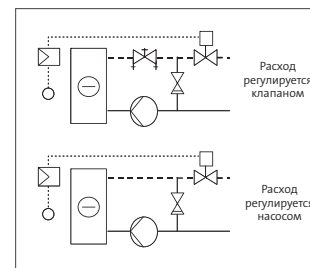 Расход
регулируется
клапаном
Расход
регулируется
насосом